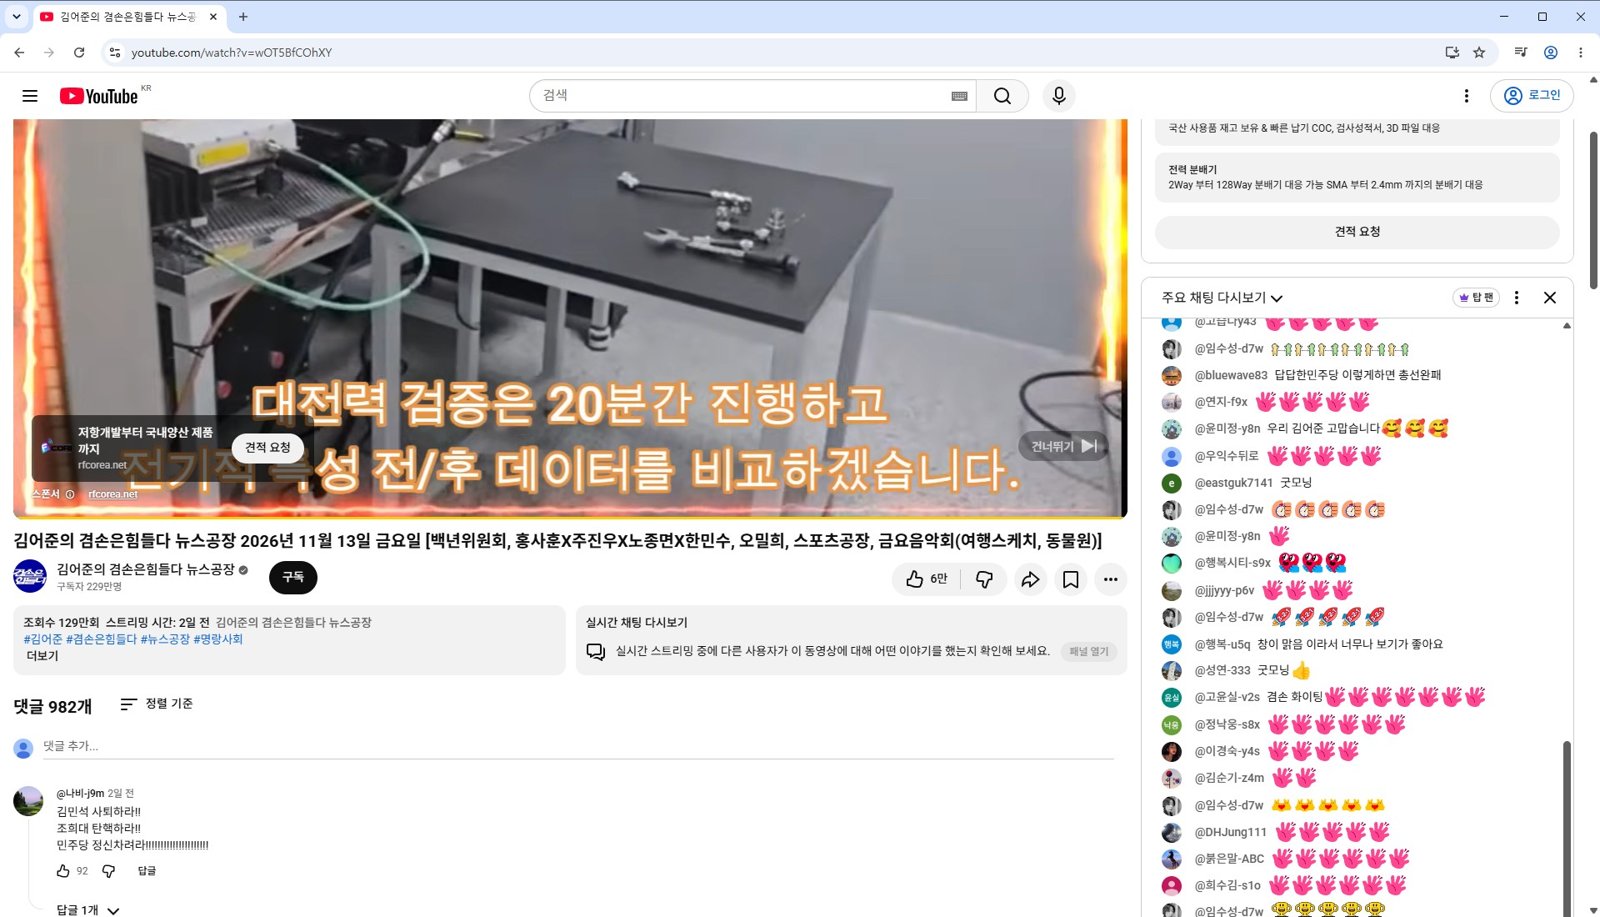 김어준의 겸손은힘들다 뉴스공
youtube.com/watch?v=wOT5BfCOhXY
YouTube KR
검색
로그인
대전력 검증은 20분간 진행하고
전기적 특성 전/후 데이터를 비교하겠습니다.
저항개발부터 국내양산 제품
까지
rfcorea.net
견적 요청
건너뛰기
스폰서 rfcorea.net
김어준의 겸손은힘들다 뉴스공장 2026년 11월 13일 금요일 [백년위원회, 홍사훈X주진우X노종면X한민수, 오밀희, 스포츠공장, 금요음악회(여행스케치, 동물원)]
김어준의 겸손은힘들다 뉴스공장
구독자 229만명
구독
6만
조회수 129만회 스트리밍 시간: 2일 전 김어준의 겸손은힘들다 뉴스공장
#김어준 #겸손은힘들다 #뉴스공장 #명랑사회
더보기
실시간 채팅 다시보기
실시간 스트리밍 중에 다른 사용자가 이 동영상에 대해 어떤 이야기를 했는지 확인해 보세요.
패널 열기
댓글 982개
정렬 기준
댓글 추가...
@나비-j9m 2일 전
김민석 사퇴하라!!
조희대 탄핵하라!!
민주당 정신차려라!!!!!!!!!!!!!!!!!!!!!
92
답글
답글 1개
국산 사용품 재고 보유 & 빠른 납기 COC, 검사성적서, 3D 파일 대응
전력 분배기
2Way 부터 128Way 분배기 대응 가능 SMA 부터 2.4mm 까지의 분배기 대응
견적 요청
주요 채팅 다시보기
탑 팬
@고습다y43
@임수성-d7w
@bluewave83 답답한민주당 이렇게하면 총선완패
@연지-f9x
@윤미정-y8n 우리 김어준 고맙습니다
@우익수뒤로
e @eastguk7141 굿모닝
@임수성-d7w
@윤미정-y8n
@행복시티-s9x
@jjjyyy-p6v
@임수성-d7w
행복 @행복-u5q 창이 맑음 이라서 너무나 보기가 좋아요
@성연-333 굿모닝
윤실 @고윤실-v2s 겸손 화이팅
낙웅 @정낙웅-s8x
@이경숙-y4s
@김순기-z4m
@임수성-d7w
@DHJung111
@붉은말-ABC
@희수김-s1o
@임수성-d7w